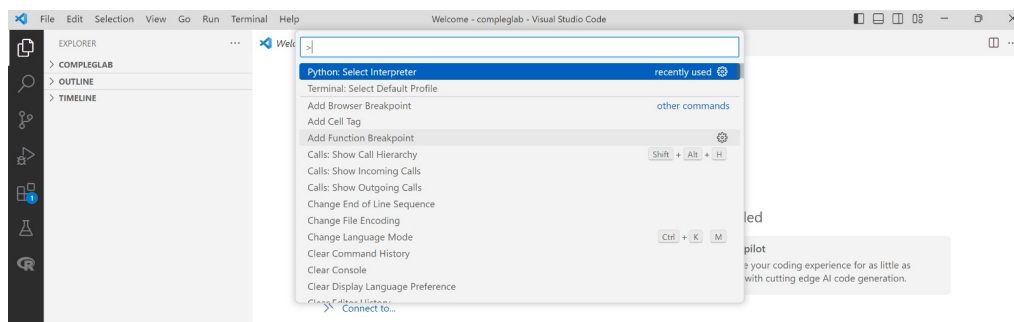 File Edit Selection View Go Run Terminal Help Welcome - compleglab - Visual Studio Code
EXPLORER
COMPLEGLAB
OUTLINE
TIMELINE
>
Python: Select Interpreter recently used
Terminal: Select Default Profile
Add Browser Breakpoint other commands
Add Cell Tag
Add Function Breakpoint
Calls: Show Call Hierarchy Shift + Alt + H
Calls: Show Incoming Calls
Calls: Show Outgoing Calls
Change End of Line Sequence
Change File Encoding
Change Language Mode Ctrl + K M
Clear Command History
Clear Console
Clear Display Language Preference
Clear Editor History
Connect to...
led
pilot
e your coding experience for as little as
with cutting edge AI code generation.
1
R